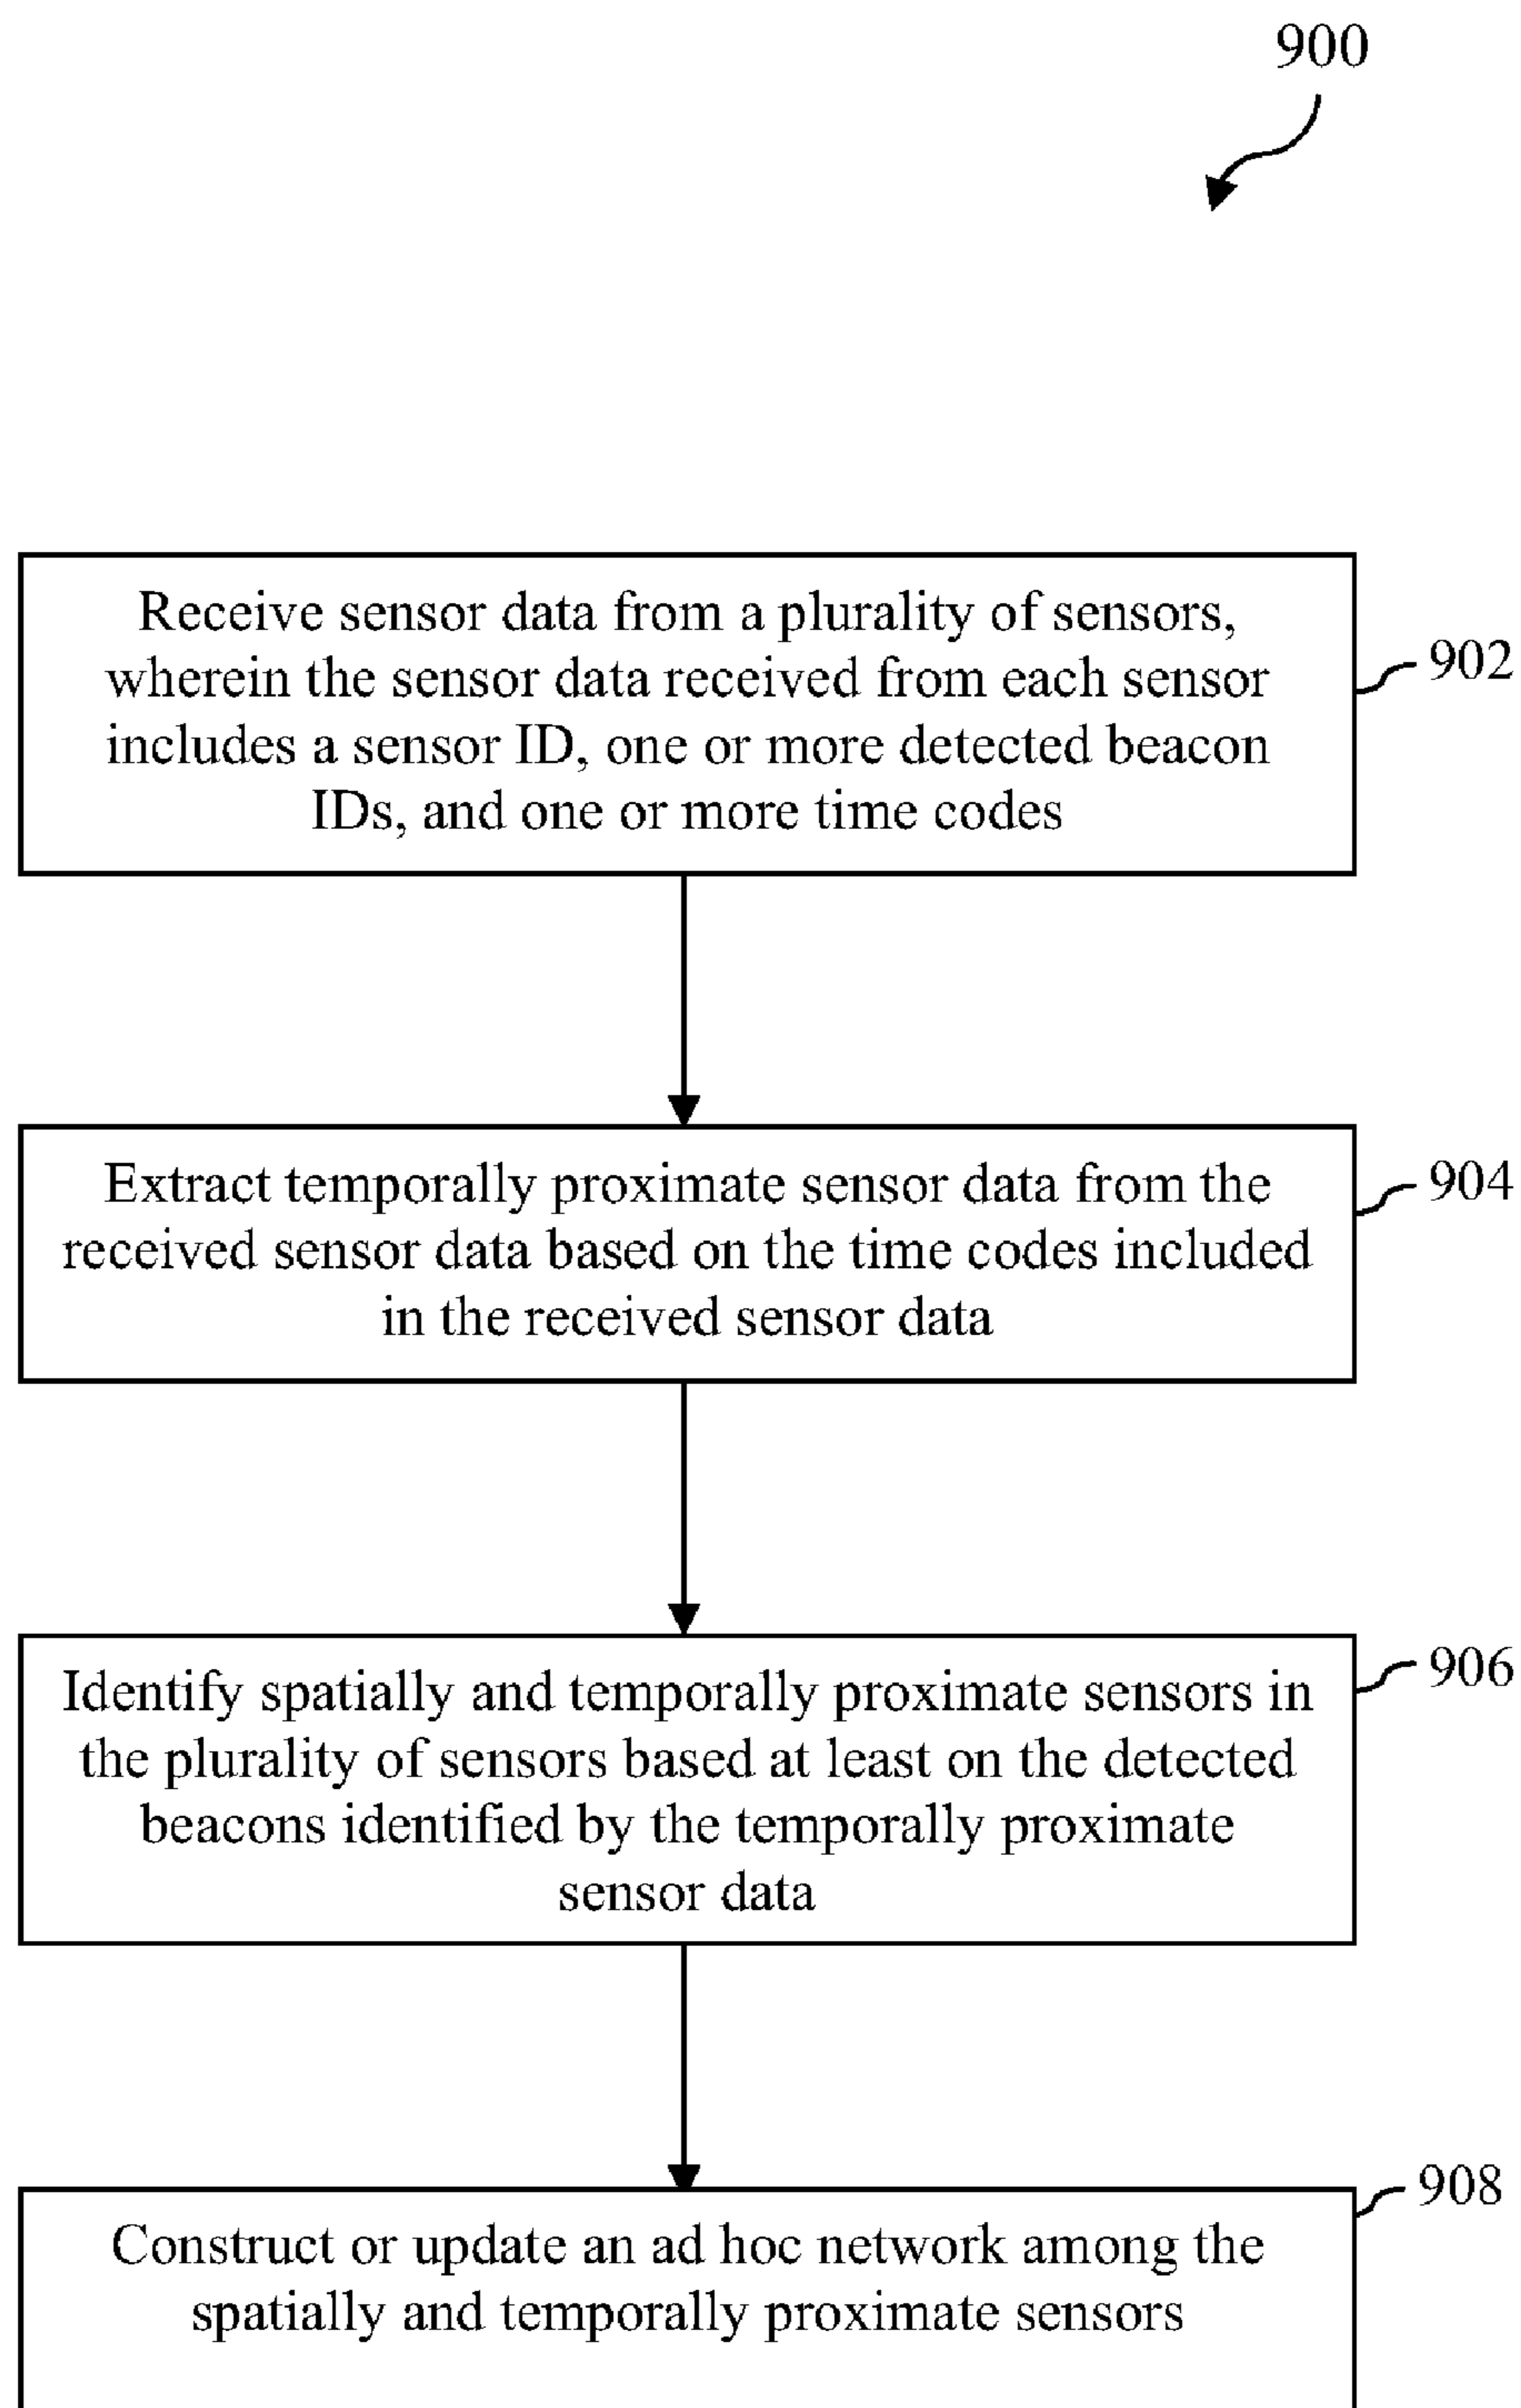 900
Receive sensor data from a plurality of sensors,
wherein the sensor data received from each sensor
includes a sensor ID, one or more detected beacon
IDs, and one or more time codes
902
Extract temporally proximate sensor data from the
received sensor data based on the time codes included
in the received sensor data
904
Identify spatially and temporally proximate sensors in
the plurality of sensors based at least on the detected
beacons identified by the temporally proximate
sensor data
906
Construct or update an ad hoc network among the
spatially and temporally proximate sensors
908